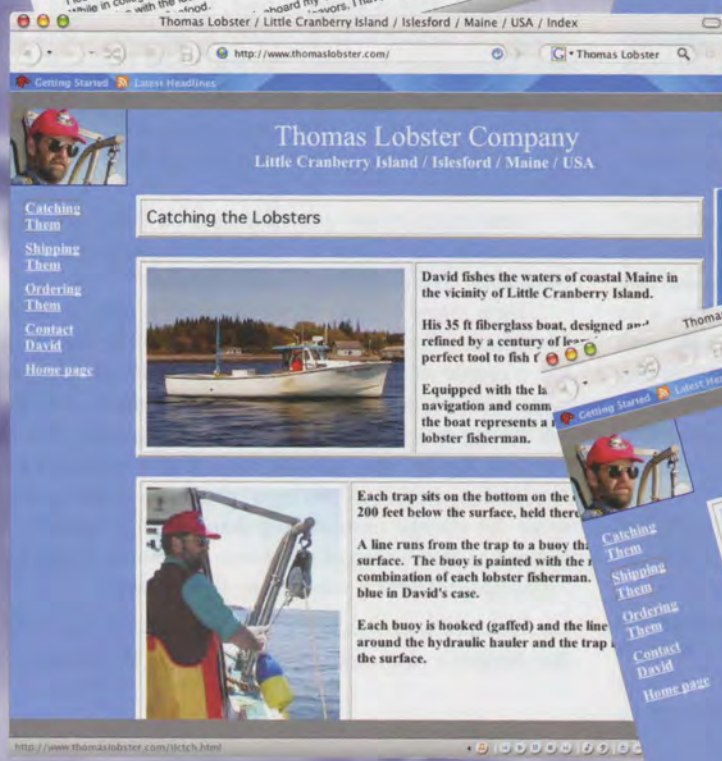 While in
with the
aboard my
Thomas Lobster / Little Cranberry Island / Islesford / Maine / USA / Index
http://www.thomaslobster.com/
G Thomas Lobster
Getting Started Latest Headlines
Thomas Lobster Company
Little Cranberry Island / Islesford / Maine / USA
Catching
Them
Shipping
Them
Ordering
Them
Contact
David
Home page
Catching the Lobsters
David fishes the waters of coastal Maine in
the vicinity of Little Cranberry Island.
His 35 ft fiberglass boat, designed and
refined by a century of
perfect tool to fish
Equipped with the
navigation and
the boat represents a
lobster fisherman.
Each trap sits on the bottom on the
200 feet below the surface, held there
A line runs from the trap to a buoy
surface. The buoy is painted with the
combination of each lobster fisherman.
blue in David's case.
Each buoy is hooked (gaffed) and the line
around the hydraulic hauler and the trap
the surface.
http://www.thomaslobster.com/
Getting Started Latest
Catching
Them
Shipping
Them
Ordering
Them
Contact
David
Home page